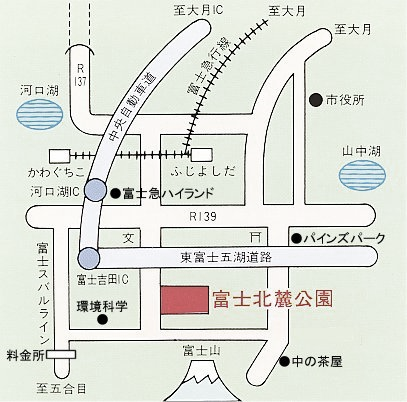 至大月IC
至大月
至大月
R
137
富士急行線
中央自動車道
河口湖
市役所
山中湖
かわぐちこ
ふじよしだ
河口湖IC
富士急ハイランド
R139
文
パインズパーク
東富士五湖道路
富士スバルライン
富士吉田IC
環境科学
富士北麓公園
料金所
富士山
中の茶屋
至五合目